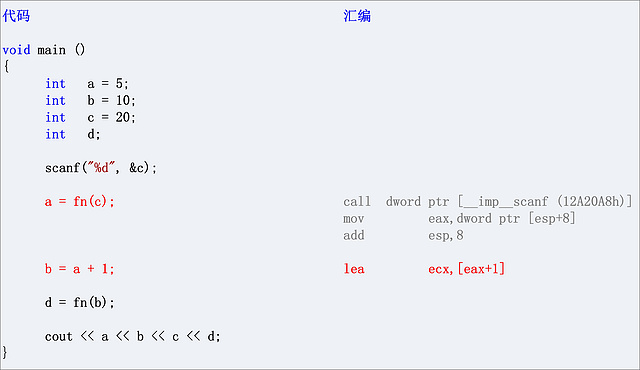 代码 汇编
void main ()
{
int a = 5;
int b = 10;
int c = 20;
int d;
scanf("%d", &c);
a = fn(c); call dword ptr [__imp__scanf (12A20A8h)]
mov eax,dword ptr [esp+8]
add esp,8
b = a + 1; lea ecx,[eax+1]
d = fn(b);
cout << a << b << c << d;
}